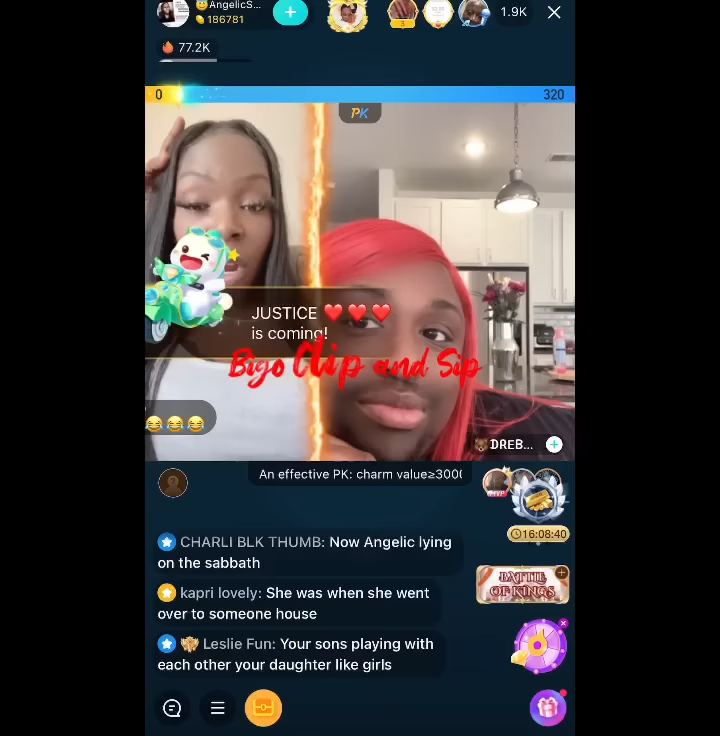 AngelicS...
186781
3
1.9K
77.2K
0
320
PK
JUSTICE ❤️❤️❤️
is coming!
Bigo Clip and Sip
😂😂😂
DREB...
An effective PK: charm value≥300
MVP
16:08:40
CHARLI BLK THUMB: Now Angelic lying
on the sabbath
BATTLE
OF KINGS
kapri lovely: She was when she went
over to someone house
Leslie Fun: Your sons playing with
each other your daughter like girls